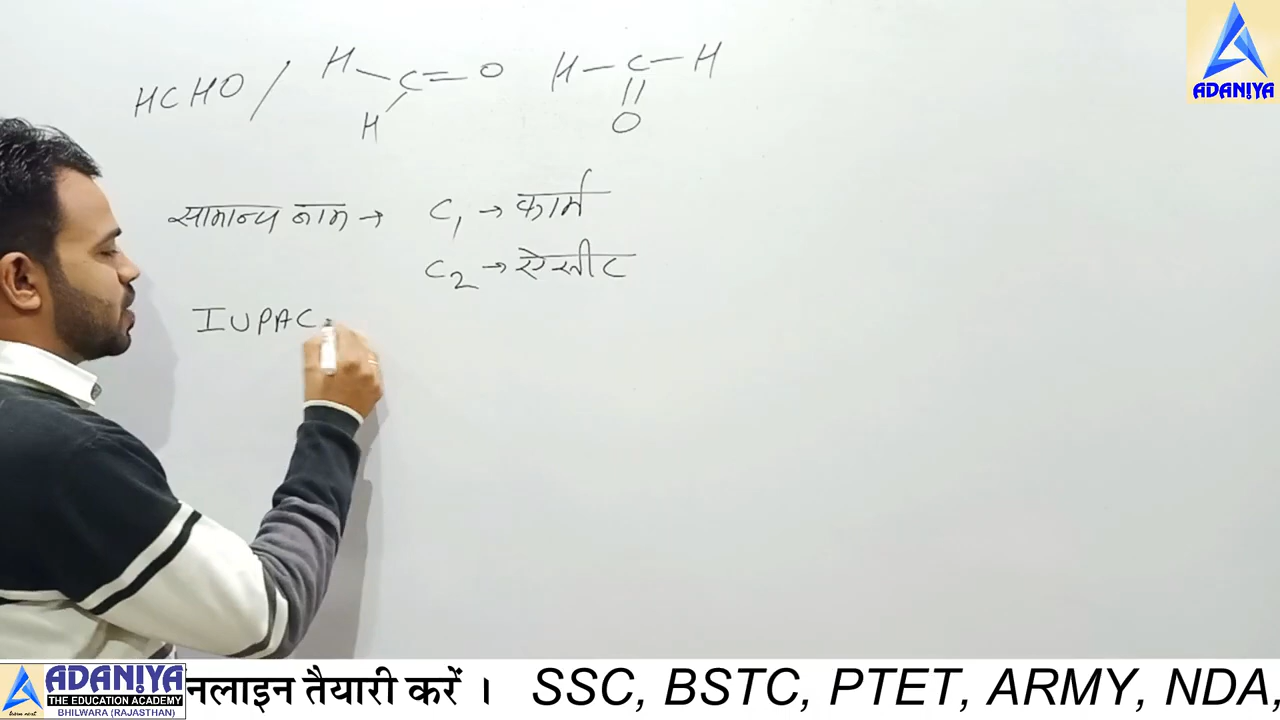 HCHO / H C = O H H - C - H || O
सामान्य नाम → C1 → फार्म
C2 → ऐसीट
IUPAC
ADANiYA
ADANiYA
THE EDUCATION ACADEMY
BHILWARA (RAJASTHAN)
नलाइन तैयारी करें । SSC, BSTC, PTET, ARMY, NDA,